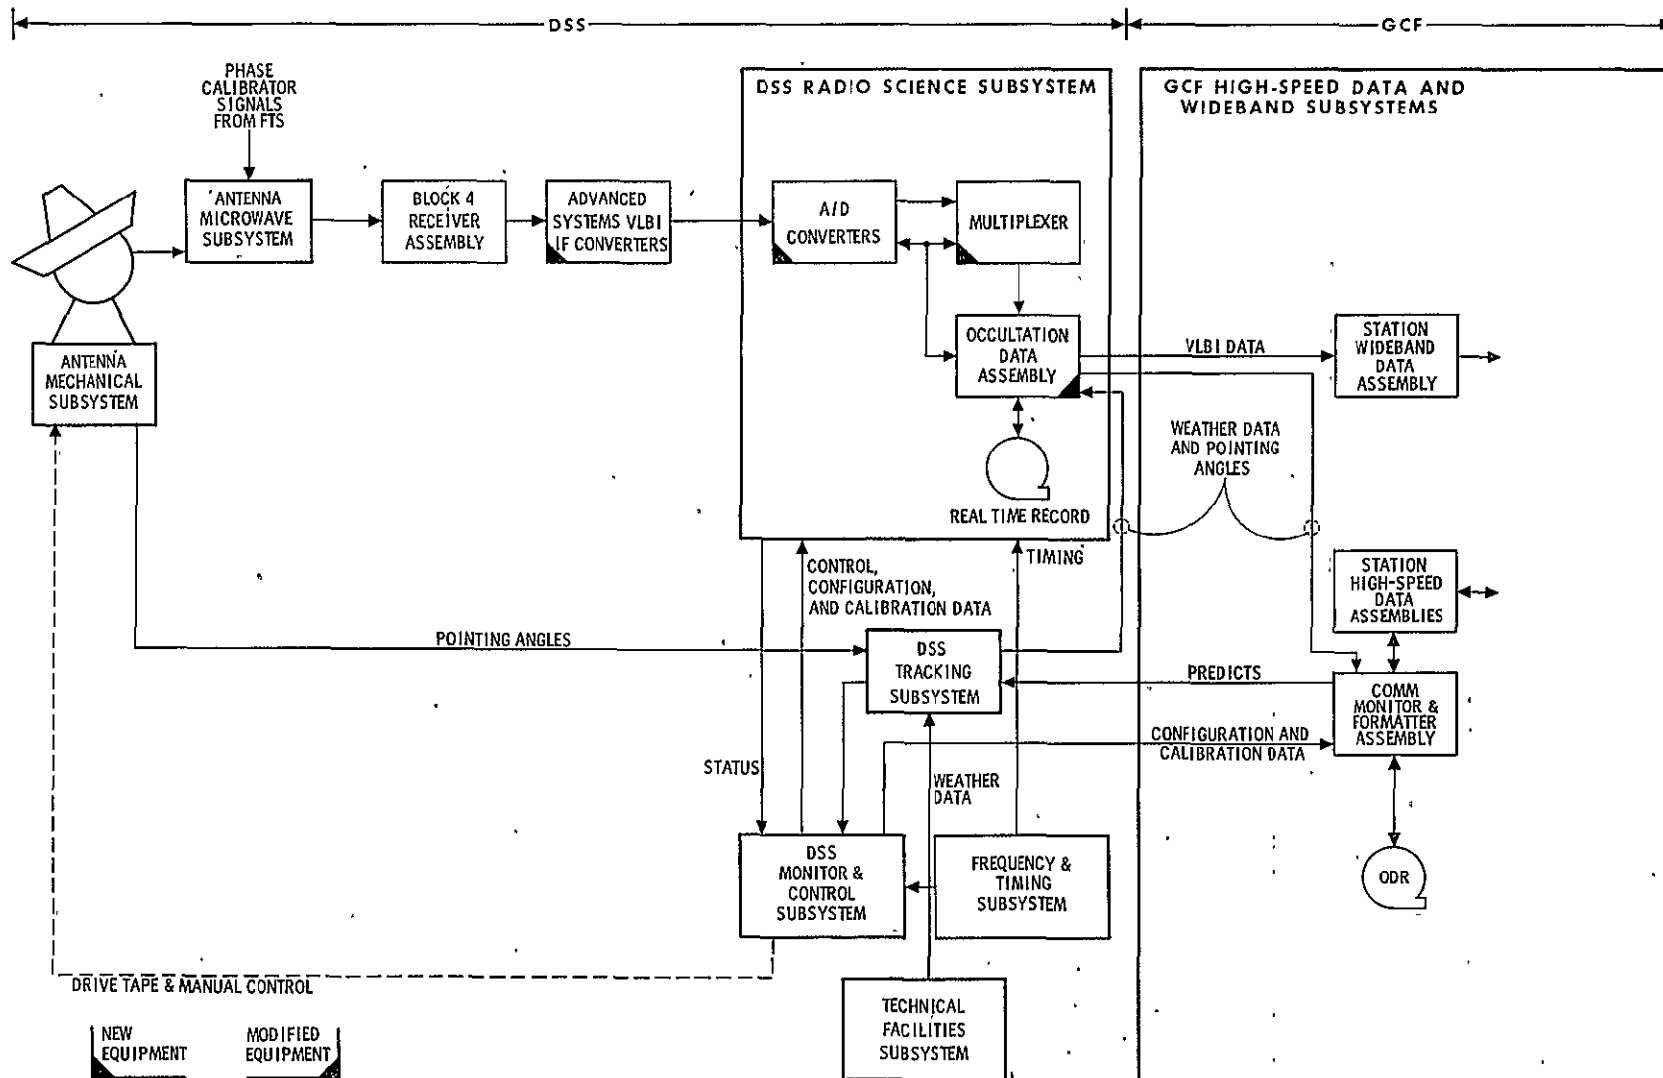 DSS
GCF
PHASE
CALIBRATOR
SIGNALS
FROM FTS
DSS RADIO SCIENCE SUBSYSTEM
GCF HIGH-SPEED DATA AND
WIDEBAND SUBSYSTEMS
ANTENNA
MICROWAVE
SUBSYSTEM
BLOCK 4
RECEIVER
ASSEMBLY
ADVANCED
SYSTEMS VLBI
IF CONVERTERS
A/D
CONVERTERS
MULTIPLEXER
OCCULTATION
DATA
ASSEMBLY
VLBI DATA
STATION
WIDEBAND
DATA
ASSEMBLY
ANTENNA
MECHANICAL
SUBSYSTEM
WEATHER DATA
AND POINTING
ANGLES
REAL TIME RECORD
TIMING
CONTROL,
CONFIGURATION,
AND CALIBRATION DATA
STATION
HIGH-SPEED
DATA
ASSEMBLIES
POINTING ANGLES
DSS
TRACKING
SUBSYSTEM
PREDICTS
COMM
MONITOR &
FORMATTER
ASSEMBLY
CONFIGURATION AND
CALIBRATION DATA
STATUS
WEATHER
DATA
DSS
MONITOR &
CONTROL
SUBSYSTEM
FREQUENCY &
TIMING
SUBSYSTEM
ODR
DRIVE TAPE & MANUAL CONTROL
TECHNICAL
FACILITIES
SUBSYSTEM
NEW
EQUIPMENT
MODIFIED
EQUIPMENT